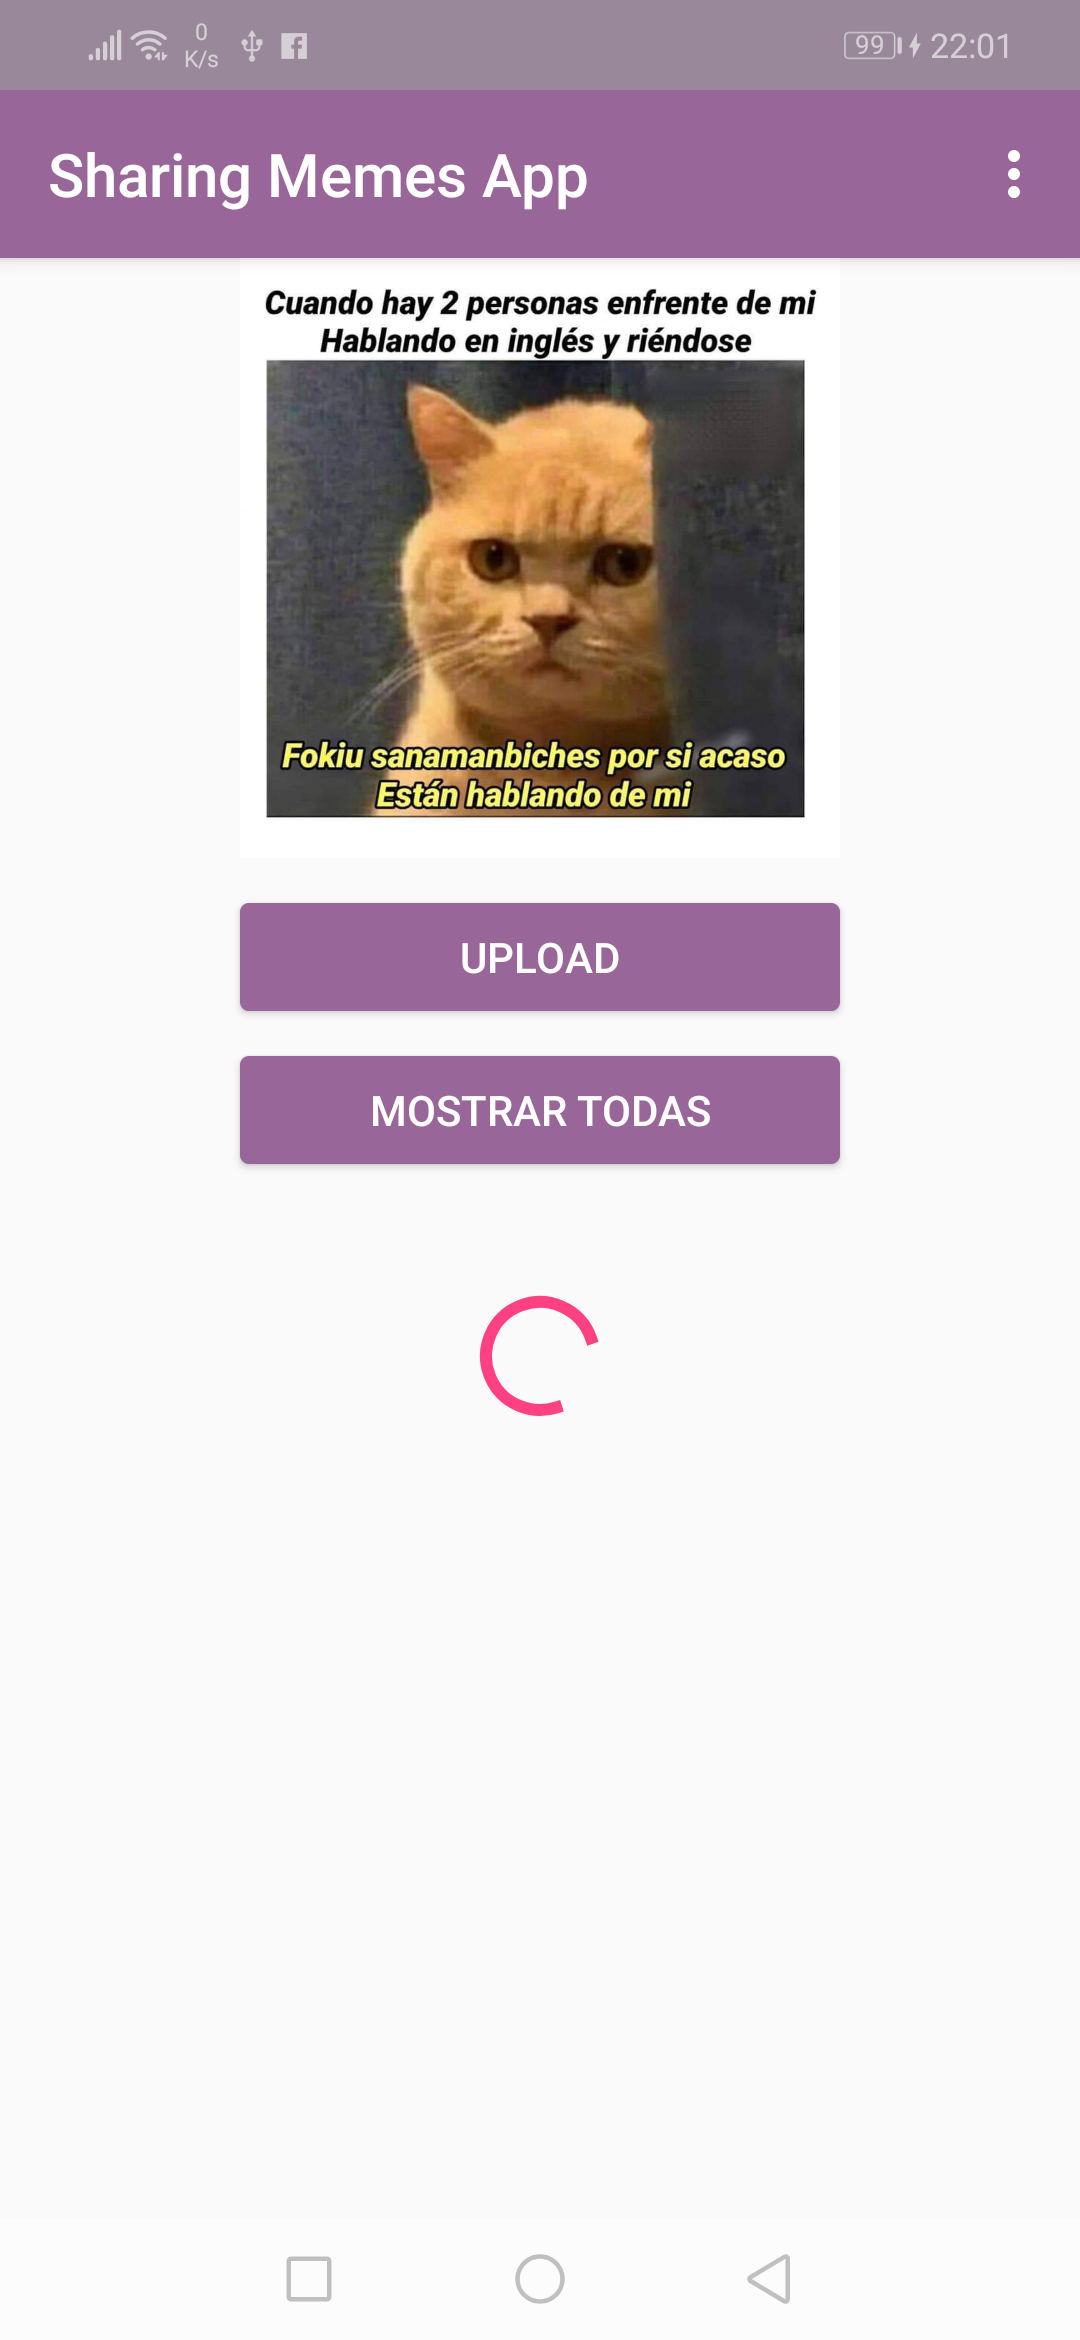 0
K/s
99
22:01
Sharing Memes App
Cuando hay 2 personas enfrente de mi
Hablando en inglés y riéndose
Fokiu sanamanbiches por si acaso
Están hablando de mi
UPLOAD
MOSTRAR TODAS